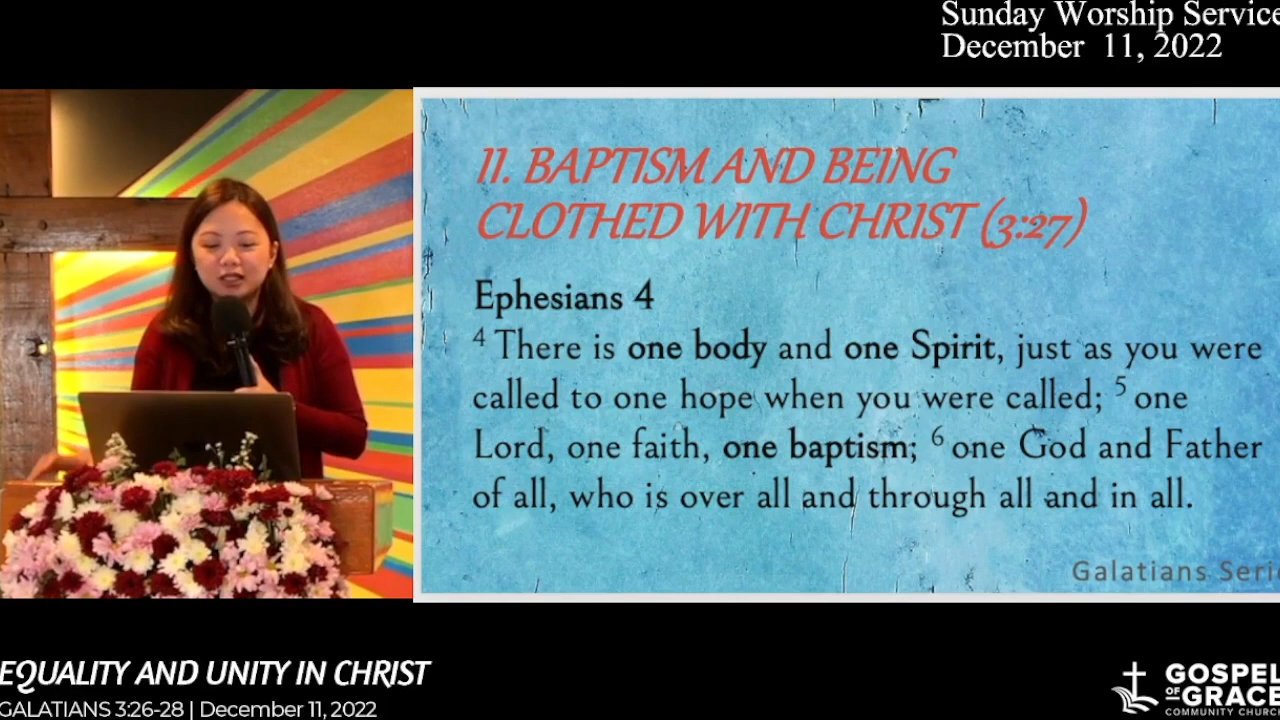 Sunday Worship Service
December 11, 2022
II. BAPTISM AND BEING
CLOTHED WITH CHRIST (3:27)
Ephesians 4
4 There is one body and one Spirit, just as you were
called to one hope when you were called; 5 one
Lord, one faith, one baptism; 6 one God and Father
of all, who is over all and through all and in all.
Galatians Serie
EQUALITY AND UNITY IN CHRIST
GALATIANS 3:26-28 | December 11, 2022
GOSPEL
OF GRACE
COMMUNITY CHURCH